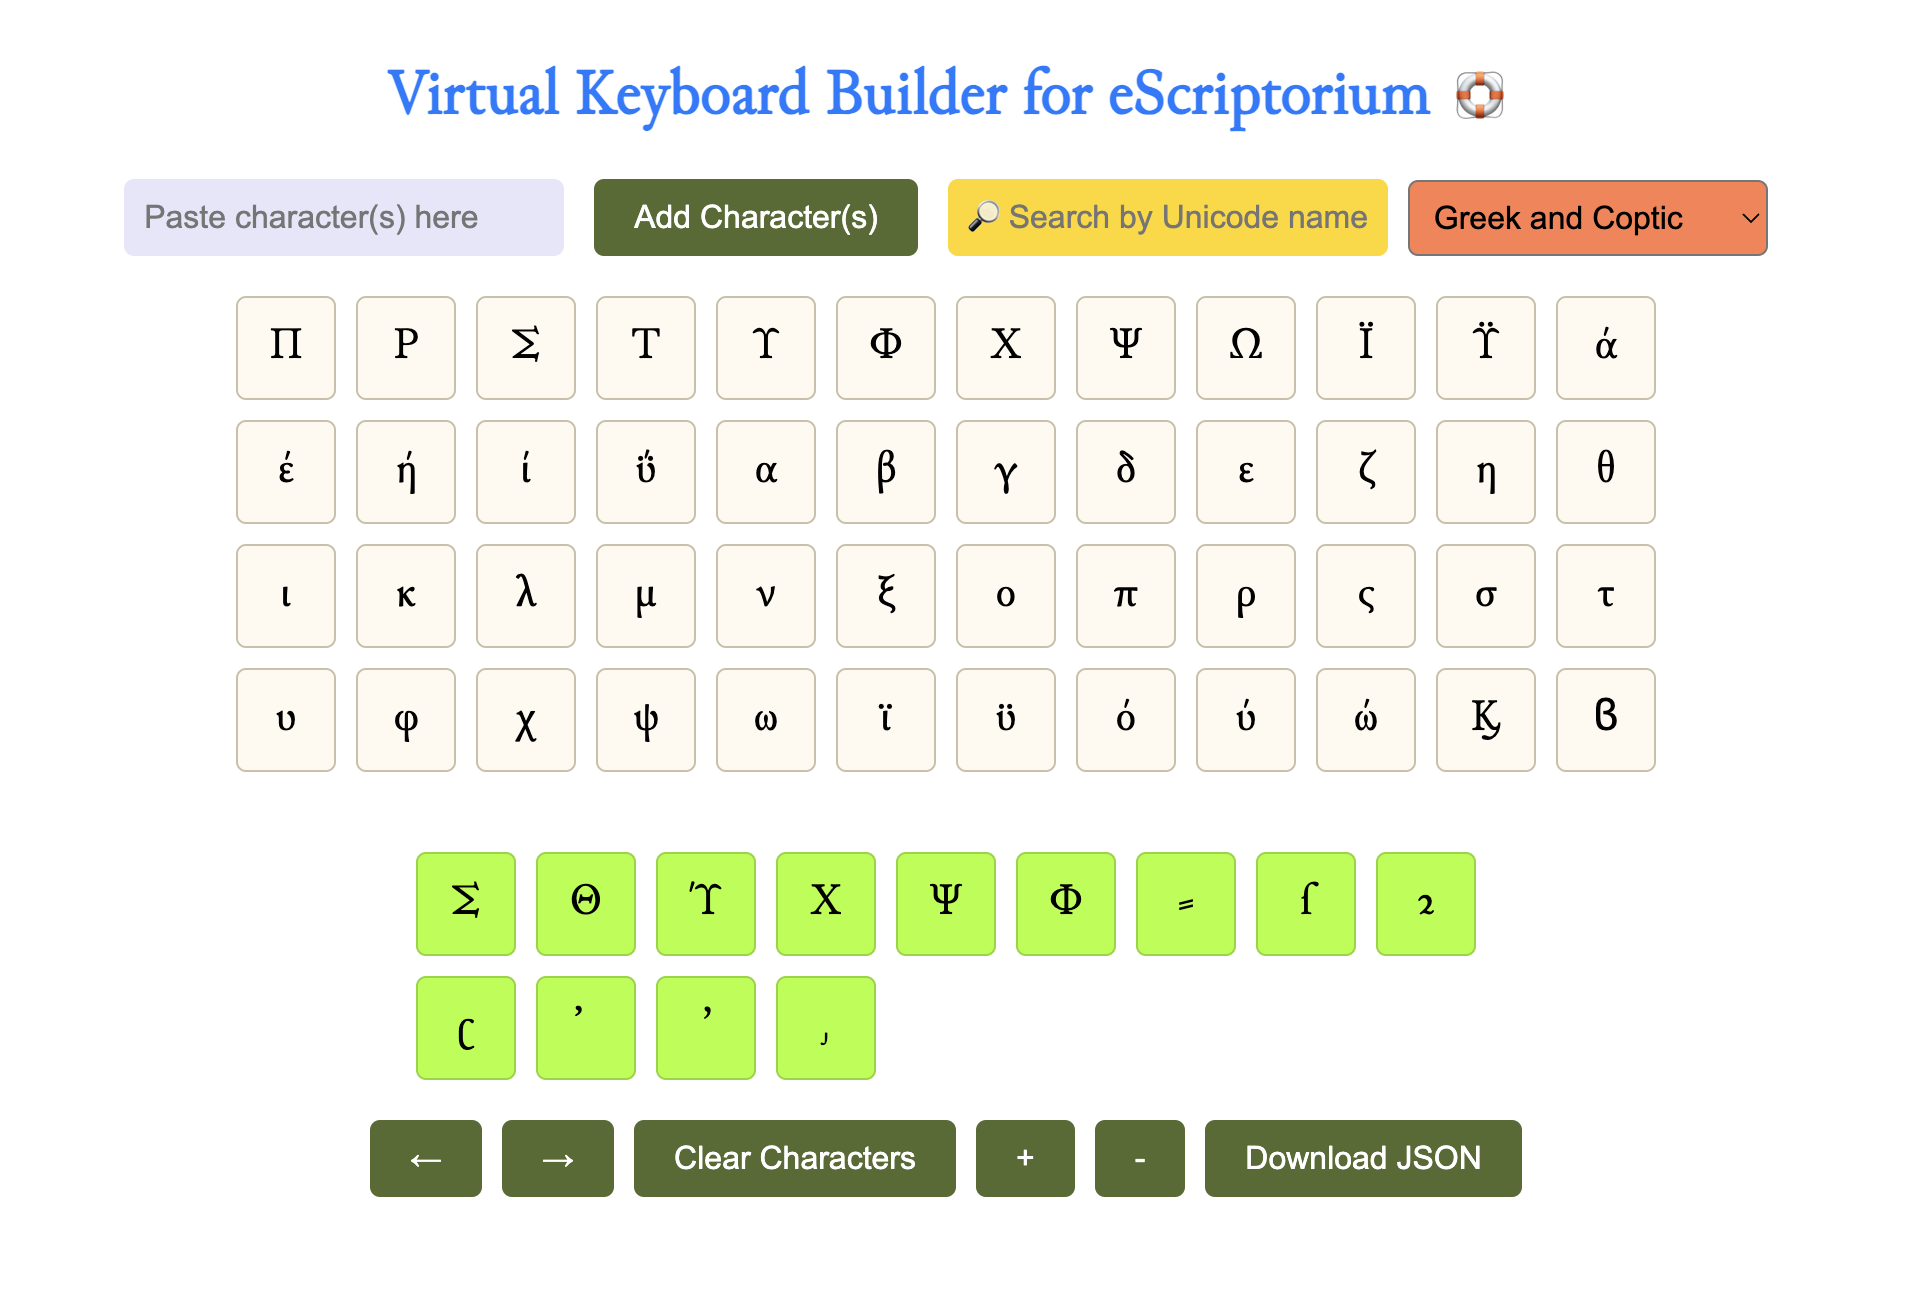 Virtual Keyboard Builder for eScriptorium 🛟
Paste character(s) here Add Character(s) 🔎 Search by Unicode name Greek and Coptic
Π Ρ Σ Τ Υ Φ Χ Ψ Ω Ϊ Ϋ ά
έ ή ί ΰ α β γ δ ε ζ η θ
ι κ λ μ ν ξ ο π ρ ς σ τ
υ φ χ ψ ω ϊ ϋ ό ύ ώ Ϗ ϐ
Σ Θ ϓ Χ Ψ Φ ⸗ ſ
← → Clear Characters + - Download JSON